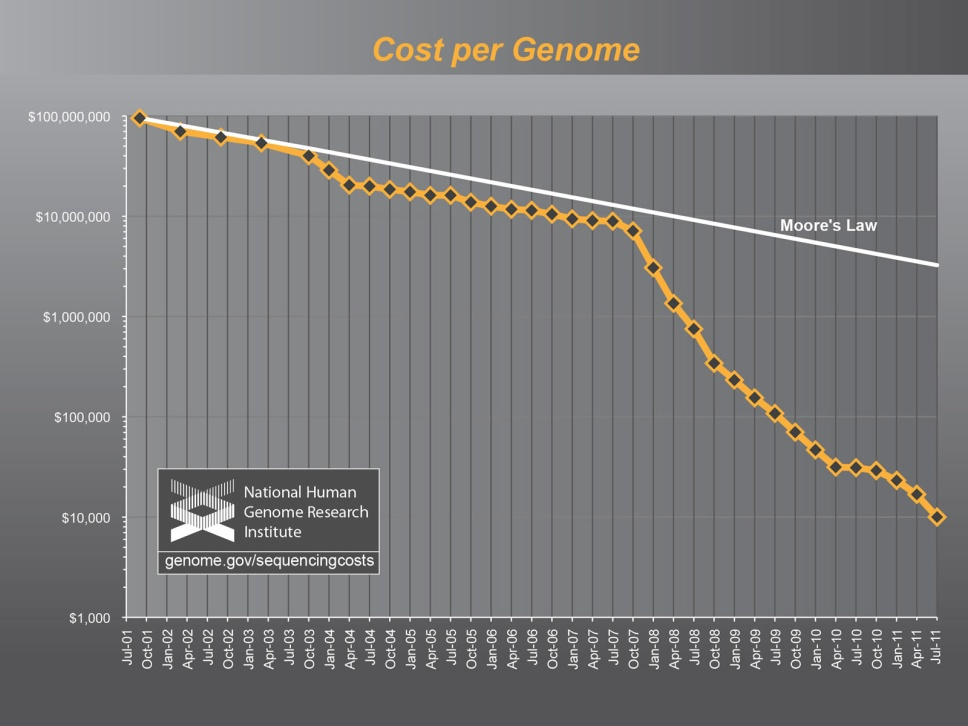 Cost per Genome
$100,000,000
$10,000,000
$1,000,000
$100,000
$10,000
$1,000
Moore's Law
National Human
Genome Research
Institute
genome.gov/sequencingcosts
Jul-01
Oct-01
Jan-02
Apr-02
Jul-02
Oct-02
Jan-03
Apr-03
Jul-03
Oct-03
Jan-04
Apr-04
Jul-04
Oct-04
Jan-05
Apr-05
Jul-05
Oct-05
Jan-06
Apr-06
Jul-06
Oct-06
Jan-07
Apr-07
Jul-07
Oct-07
Jan-08
Apr-08
Jul-08
Oct-08
Jan-09
Apr-09
Jul-09
Oct-09
Jan-10
Apr-10
Jul-10
Oct-10
Jan-11
Apr-11
Jul-11